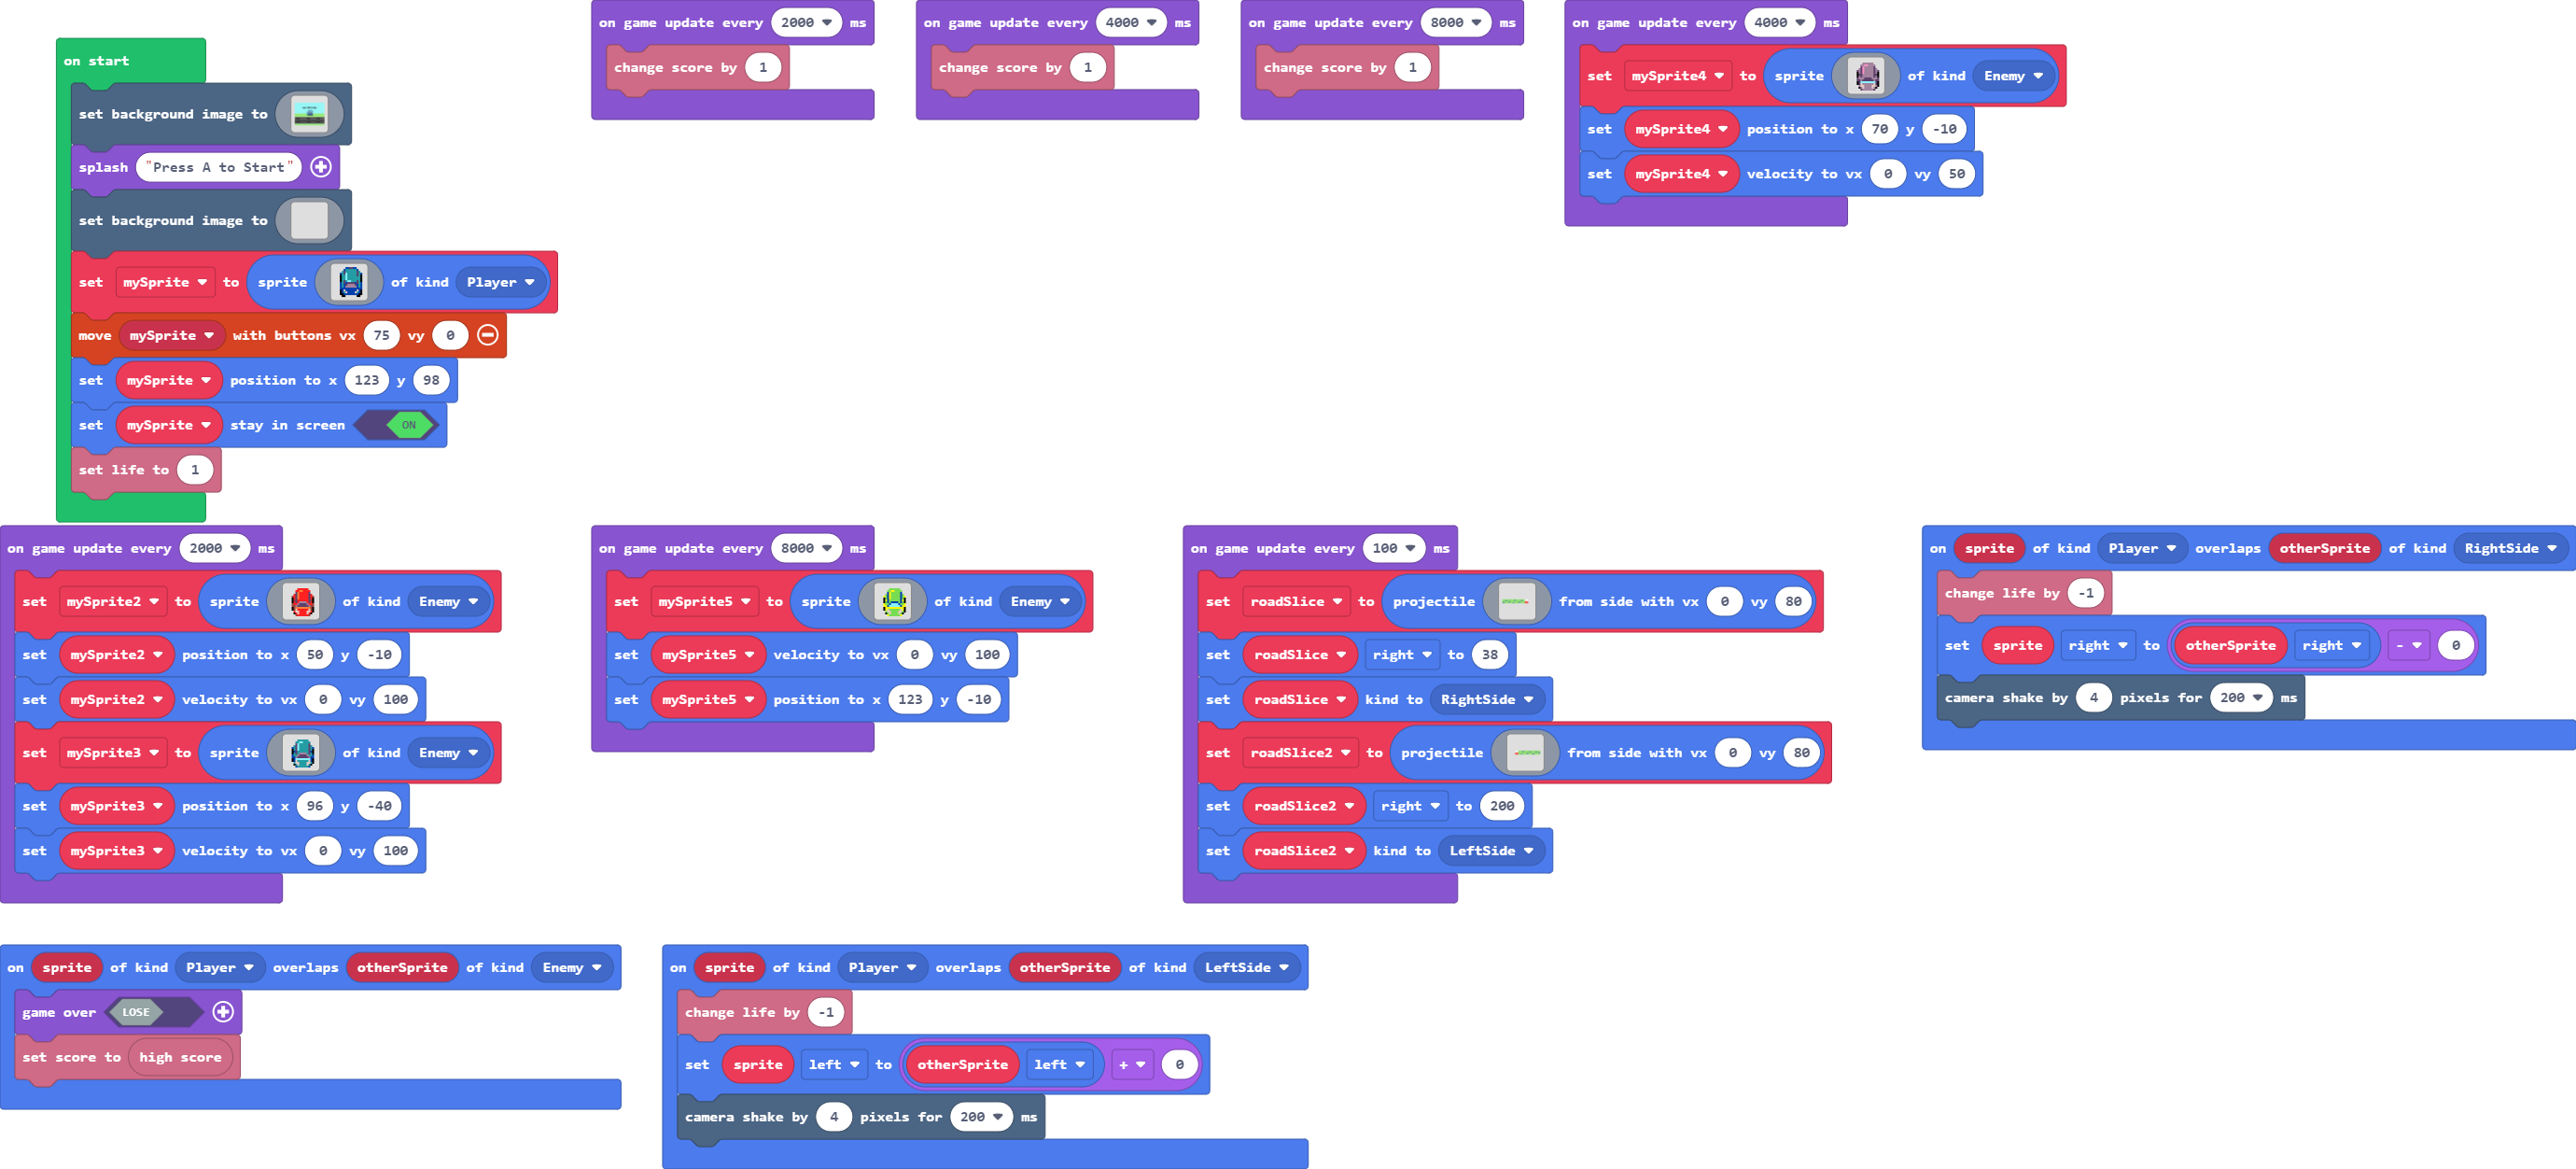 on start
set background image to
splash "Press A to Start"
set background image to
set mySprite to sprite of kind Player
move mySprite with buttons vx 75 vy 0
set mySprite position to x 123 y 98
set mySprite stay in screen ON
set life to 1
on game update every 2000 ms
change score by 1
on game update every 4000 ms
change score by 1
on game update every 8000 ms
change score by 1
on game update every 4000 ms
set mySprite4 to sprite of kind Enemy
set mySprite4 position to x 70 y -10
set mySprite4 velocity to vx 0 vy 50
on game update every 2000 ms
set mySprite2 to sprite of kind Enemy
set mySprite2 position to x 50 y -10
set mySprite2 velocity to vx 0 vy 100
set mySprite3 to sprite of kind Enemy
set mySprite3 position to x 96 y -40
set mySprite3 velocity to vx 0 vy 100
on game update every 8000 ms
set mySprite5 to sprite of kind Enemy
set mySprite5 velocity to vx 0 vy 100
set mySprite5 position to x 123 y -10
on game update every 100 ms
set roadSlice to projectile from side with vx 0 vy 80
set roadSlice right to 38
set roadSlice kind to RightSide
set roadSlice2 to projectile from side with vx 0 vy 80
set roadSlice2 right to 200
set roadSlice2 kind to LeftSide
on sprite of kind Player overlaps otherSprite of kind RightSide
change life by -1
set sprite right to otherSprite right - 0
camera shake by 4 pixels for 200 ms
on sprite of kind Player overlaps otherSprite of kind Enemy
game over LOSE
set score to high score
on sprite of kind Player overlaps otherSprite of kind LeftSide
change life by -1
set sprite left to otherSprite left + 0
camera shake by 4 pixels for 200 ms